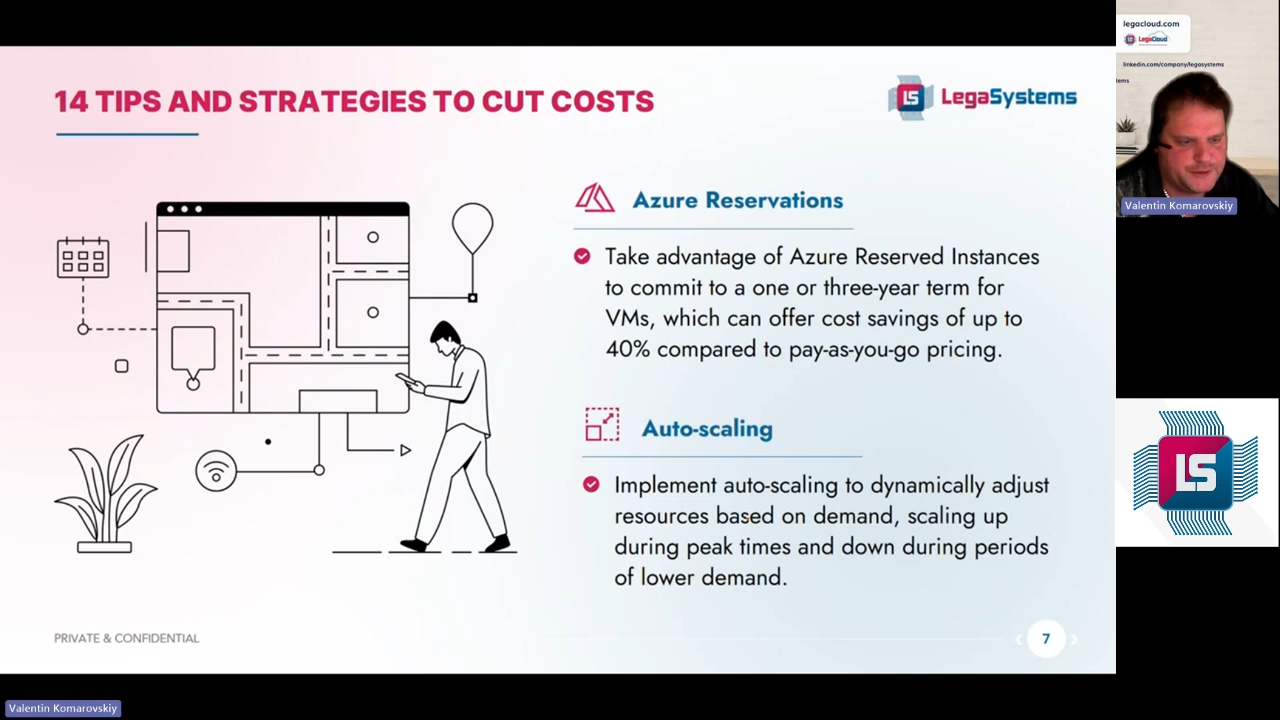 14 TIPS AND STRATEGIES TO CUT COSTS
LegaSystems
LS
Azure Reservations
Take advantage of Azure Reserved Instances
to commit to a one or three-year term for
VMs, which can offer cost savings of up to
40% compared to pay-as-you-go pricing.
Auto-scaling
Implement auto-scaling to dynamically adjust
resources based on demand, scaling up
during peak times and down during periods
of lower demand.
PRIVATE & CONFIDENTIAL
7
legacloud.com
LegaCloud
linkedin.com/company/legasystems
tems
Valentin Komarovskiy
LS
Valentin Komarovskiy